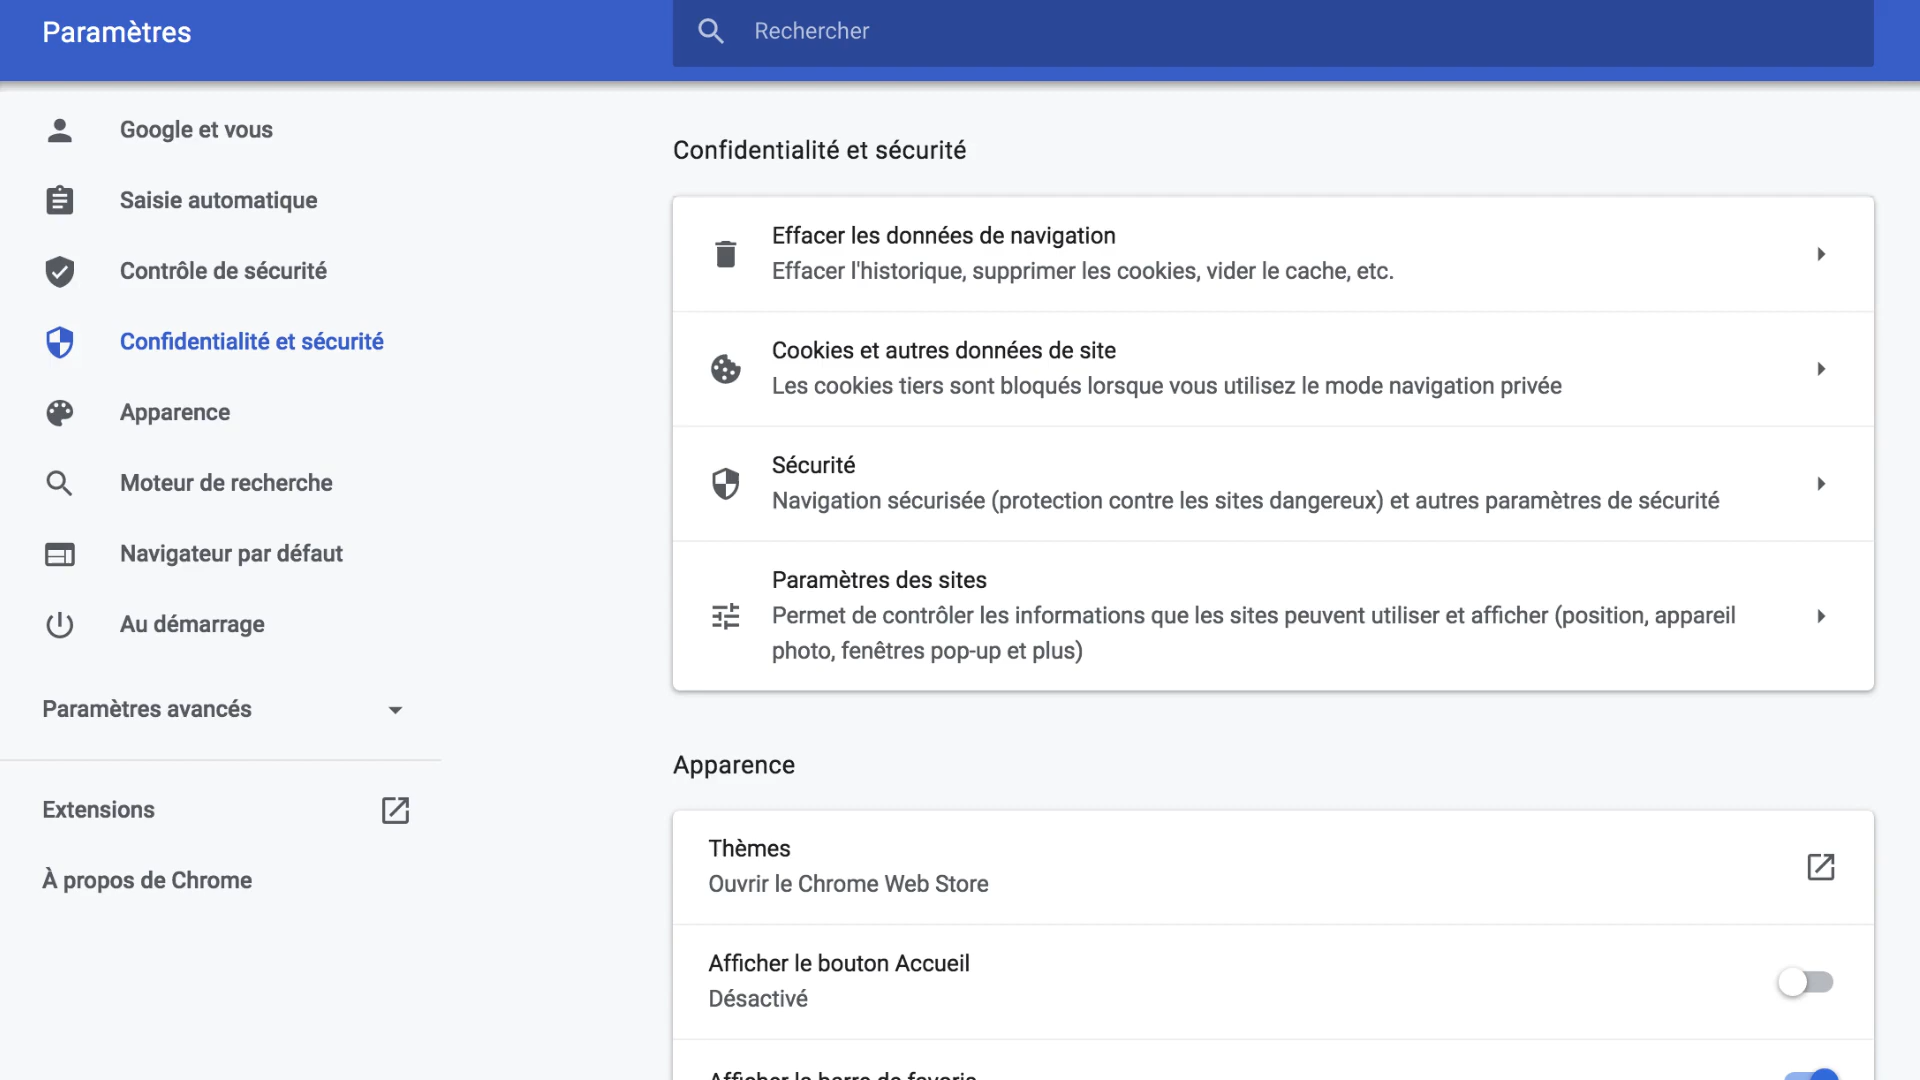 Paramètres
Rechercher
Google et vous
Saisie automatique
Contrôle de sécurité
Confidentialité et sécurité
Apparence
Moteur de recherche
Navigateur par défaut
Au démarrage
Paramètres avancés
Extensions
À propos de Chrome
Confidentialité et sécurité
Effacer les données de navigation
Effacer l'historique, supprimer les cookies, vider le cache, etc.
Cookies et autres données de site
Les cookies tiers sont bloqués lorsque vous utilisez le mode navigation privée
Sécurité
Navigation sécurisée (protection contre les sites dangereux) et autres paramètres de sécurité
Paramètres des sites
Permet de contrôler les informations que les sites peuvent utiliser et afficher (position, appareil
photo, fenêtres pop-up et plus)
Apparence
Thèmes
Ouvrir le Chrome Web Store
Afficher le bouton Accueil
Désactivé
Afficher la barre de favoris